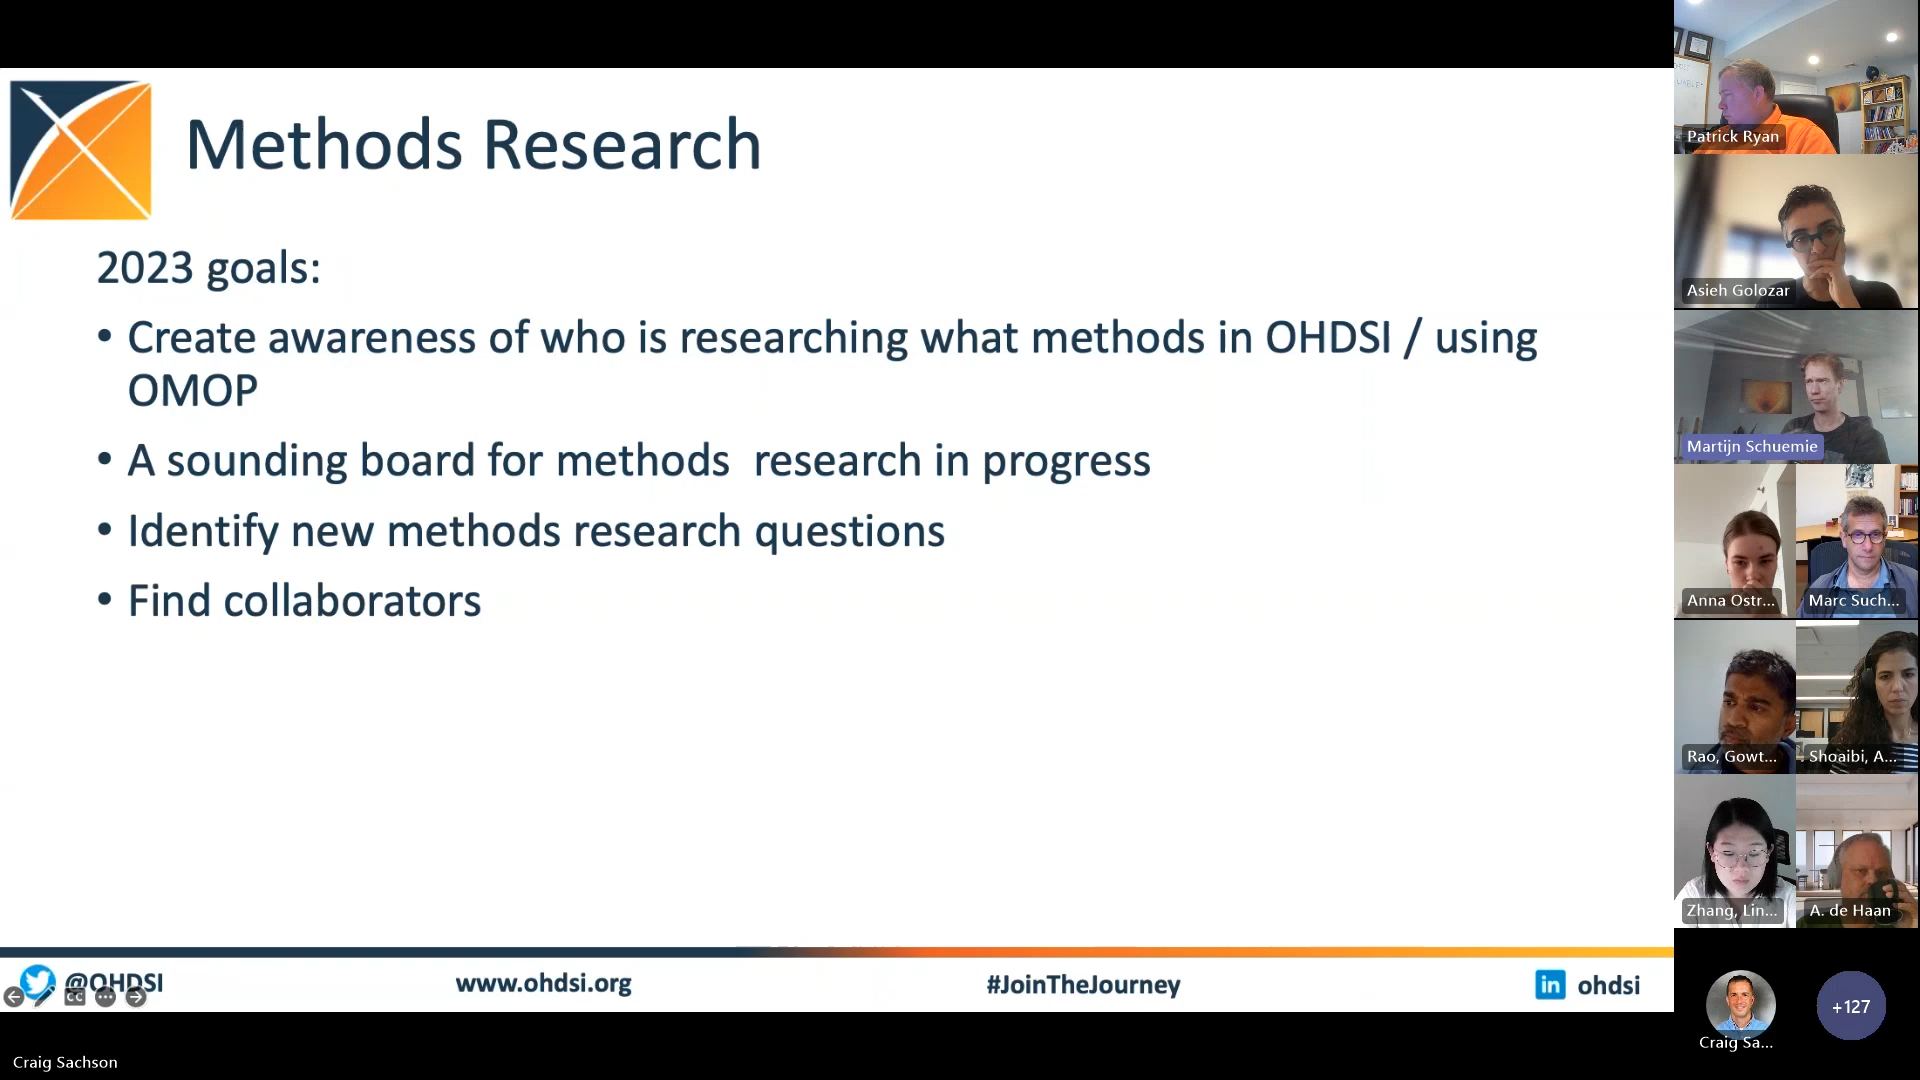 Methods Research
2023 goals:
• Create awareness of who is researching what methods in OHDSI / using
OMOP
• A sounding board for methods  research in progress
• Identify new methods research questions
• Find collaborators
@OHDSI
www.ohdsi.org
#JoinTheJourney
in ohdsi
CC
Craig Sachson
Patrick Ryan
Asieh Golozar
Martijn Schuemie
Anna Ostr...
Marc Such...
Rao, Gowt...
Shoaibi, A...
Zhang, Lin...
A. de Haan
Craig Sa...
+127